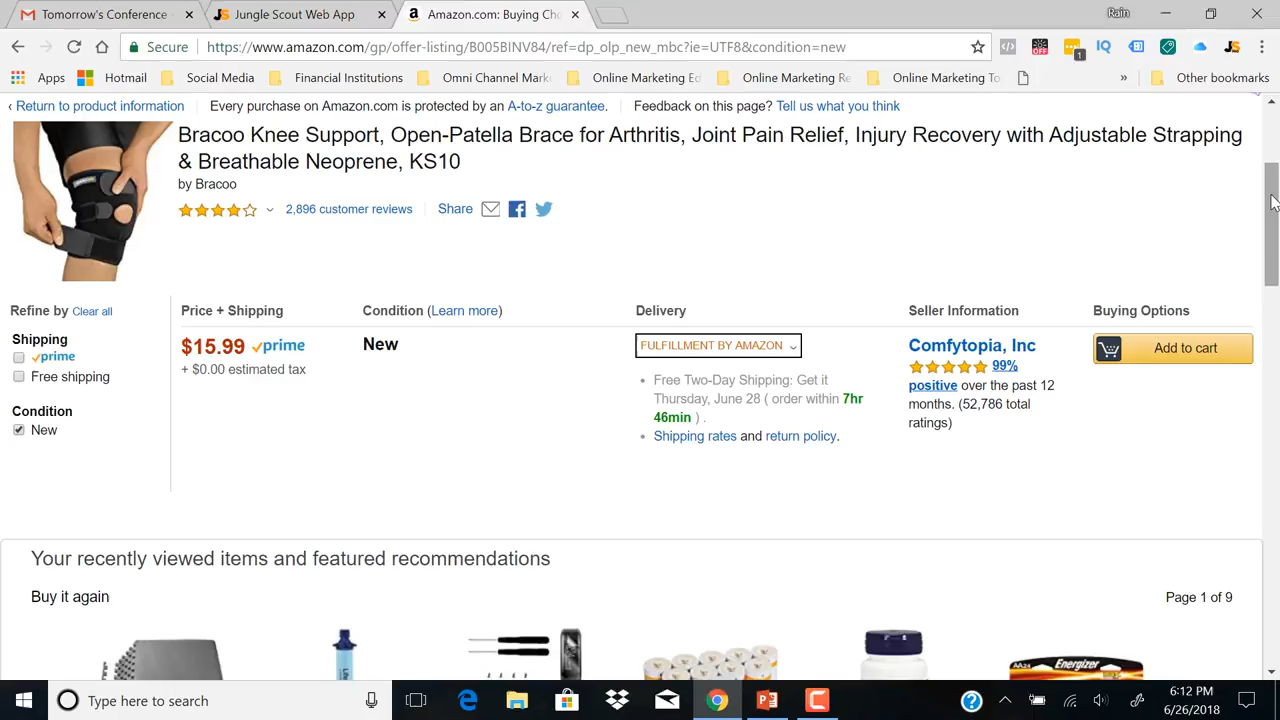 Tomorrow's Conference
Jungle Scout Web App
Amazon.com: Buying Ch
Rain
Secure
https://www.amazon.com/gp/offer-listing/B005BINV84/ref=dp_olp_new_mbc?ie=UTF8&condition=new
OFF
1
IQ
JS
Apps
Hotmail
Social Media
Financial Institutions
Omni Channel Mark
Online Marketing Ed
Online Marketing Re
Online Marketing To
»
Other bookmarks
‹ Return to product information
Every purchase on Amazon.com is protected by an A-to-z guarantee.
Feedback on this page? Tell us what you think
Bracoo Knee Support, Open-Patella Brace for Arthritis, Joint Pain Relief, Injury Recovery with Adjustable Strapping
& Breathable Neoprene, KS10
by Bracoo
2,896 customer reviews
Share
Refine by Clear all
Price + Shipping
Condition (Learn more)
Delivery
Seller Information
Buying Options
Shipping
prime
Free shipping
Condition
New
$15.99 prime
+ $0.00 estimated tax
New
FULFILLMENT BY AMAZON
• Free Two-Day Shipping: Get it
Thursday, June 28 ( order within 7hr
46min ) .
• Shipping rates and return policy.
Comfytopia, Inc
99%
positive over the past 12
months. (52,786 total
ratings)
Add to cart
Your recently viewed items and featured recommendations
Buy it again
Page 1 of 9
AA24
Energizer
Type here to search
6:12 PM
6/26/2018